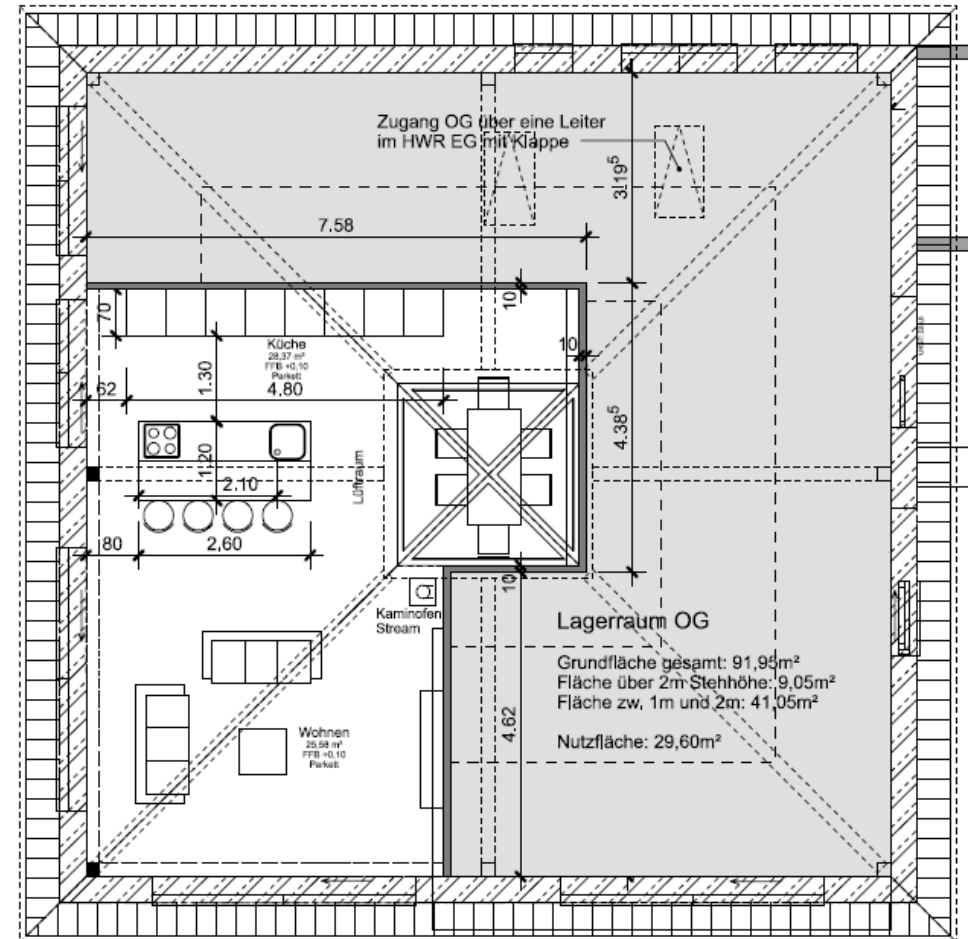 Zugang OG über eine Leiter
im HWR EG mit Klappe
3.19⁵
7.58
10
70
Küche
28,37 m²
FFB +0,10
Parkett
10
1.30
62
4.80
4.38⁵
1.20
Luftraum
2.10
80
2.60
10
Kaminofen
Stream
Lagerraum OG
Grundfläche gesamt: 91,95m²
Fläche über 2m Stehhöhe: 9,05m²
Fläche zw. 1m und 2m: 41,05m²
4.62
Wohnen
25,58 m²
FFB +0,10
Parkett
Nutzfläche: 29,60m²